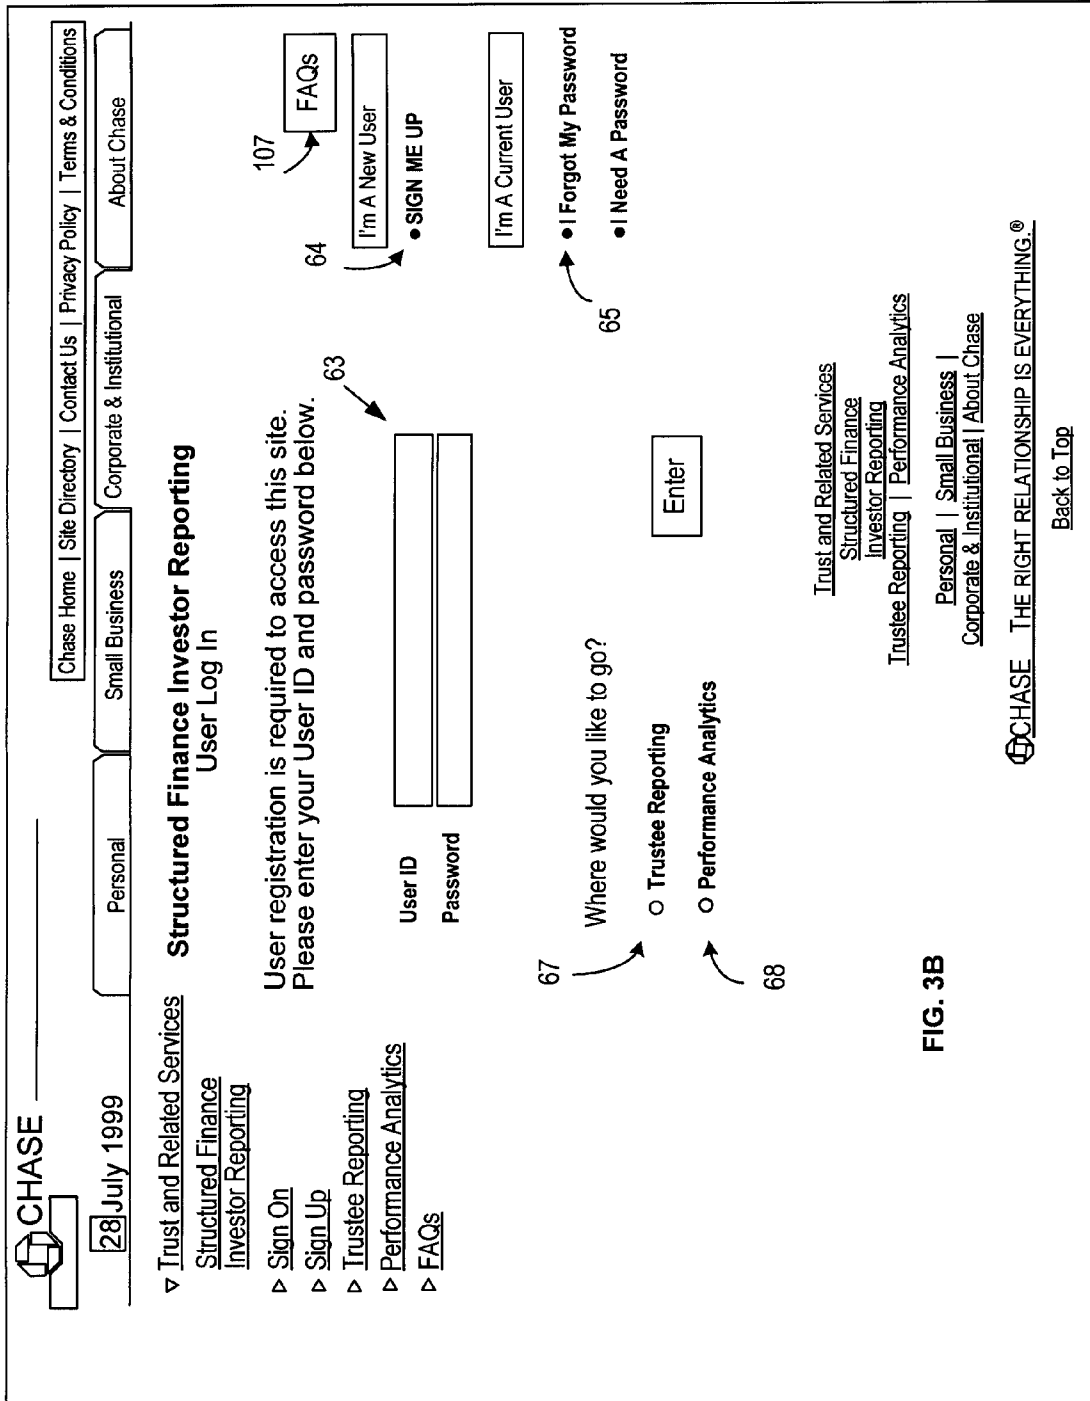 CHASE
Chase Home | Site Directory | Contact Us | Privacy Policy | Terms & Conditions
28 July 1999
Personal
Small Business
Corporate & Institutional
About Chase
Trust and Related Services
Structured Finance
Investor Reporting
Sign On
Sign Up
Trustee Reporting
Performance Analytics
FAQs
Structured Finance Investor Reporting
User Log In
User registration is required to access this site.
Please enter your User ID and password below.
63
User ID
Password
Where would you like to go?
67
Trustee Reporting
68
Performance Analytics
Enter
107
FAQs
I'm A New User
64
SIGN ME UP
I'm A Current User
65
I Forgot My Password
I Need A Password
Trust and Related Services
Structured Finance
Investor Reporting
Trustee Reporting | Performance Analytics
Personal | Small Business |
Corporate & Institutional | About Chase
CHASE THE RIGHT RELATIONSHIP IS EVERYTHING.®
Back to Top
FIG. 3B